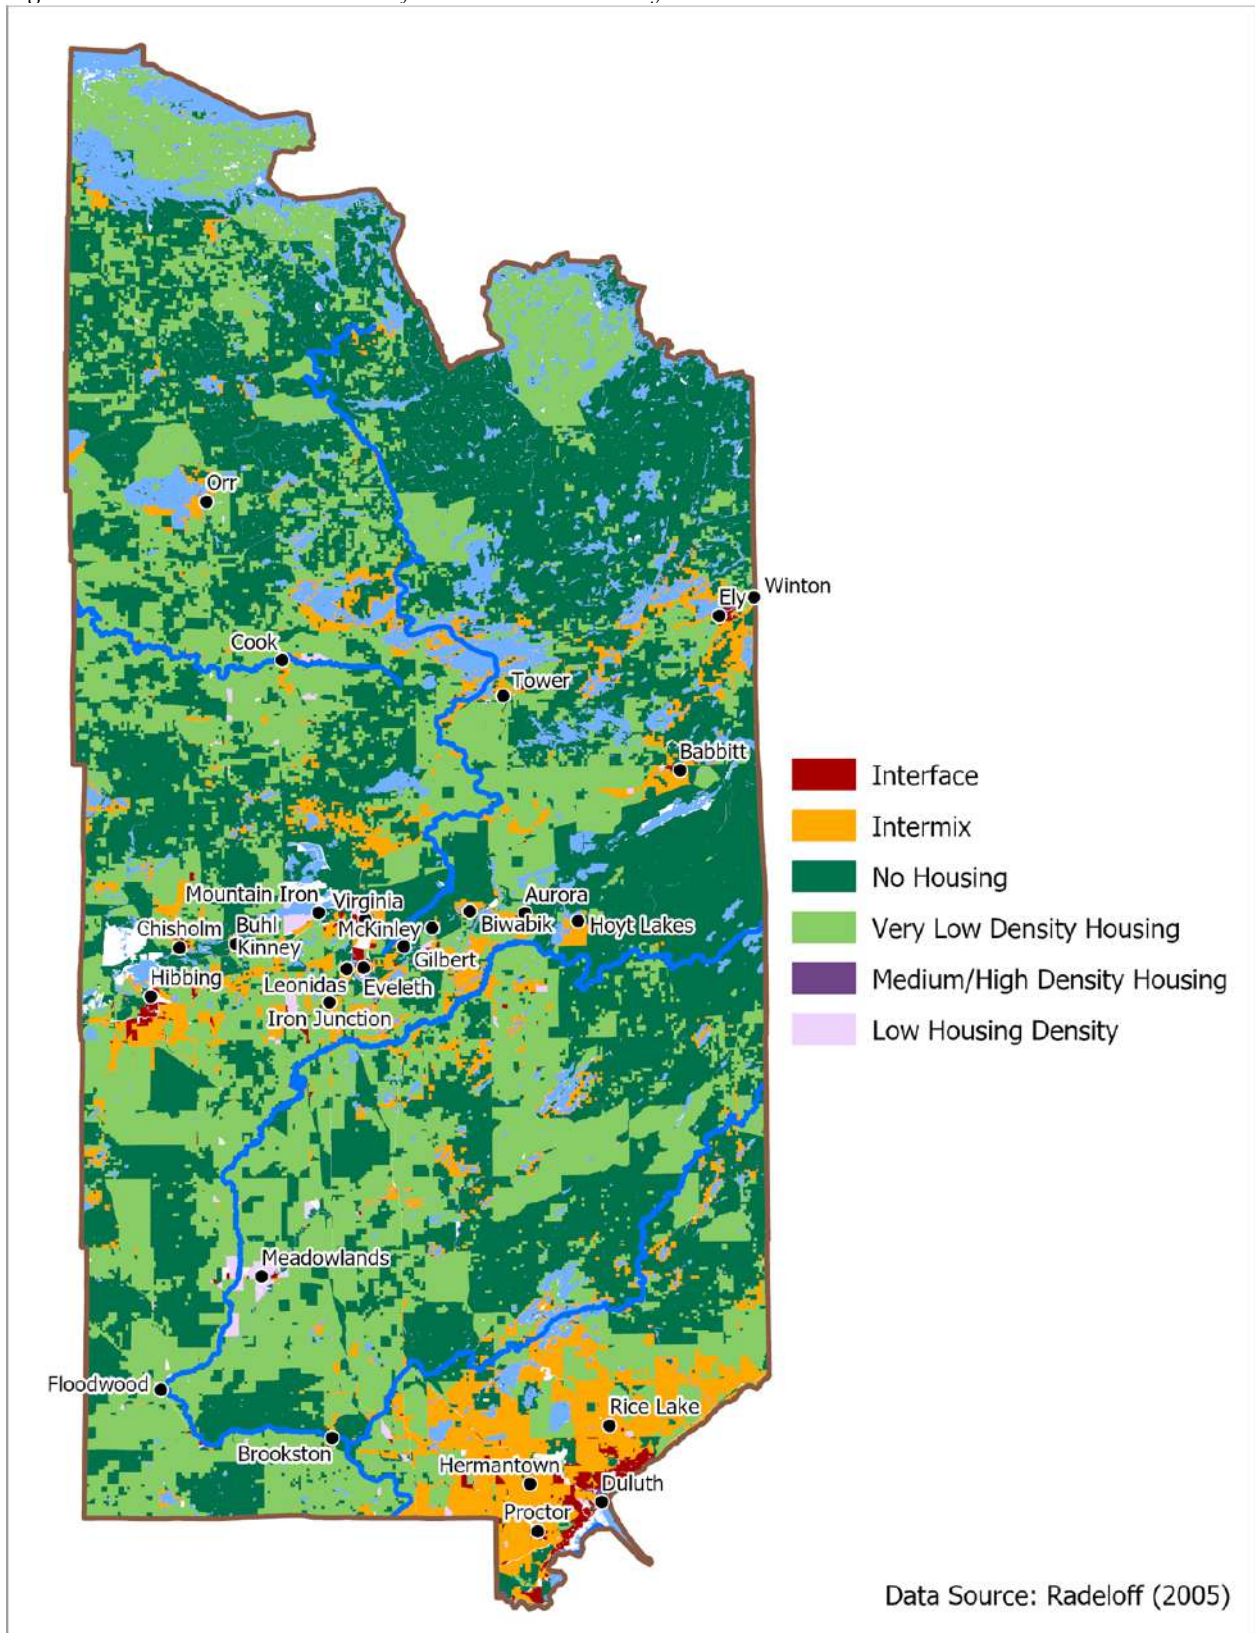 Orr
Winton
Ely
Cook
Tower
Babbitt
Interface
Intermix
No Housing
Very Low Density Housing
Medium/High Density Housing
Low Housing Density
Mountain Iron
Virginia
Aurora
Buhl
McKinley
Biwabik
Hoyt Lakes
Chisholm
Kinney
Gilbert
Hibbing
Leonidas
Eveleth
Iron Junction
Meadowlands
Floodwood
Rice Lake
Brookston
Hermantown
Duluth
Proctor
Data Source: Radeloff (2005)